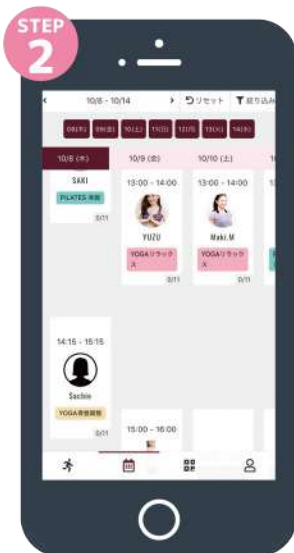 STEP
2
10/8 - 10/14
リセット
絞り込み
08(木) 09(金) 10(土) 11(日) 12(月) 13(火) 14(水)
10/8 (木)
10/9 (金)
10/10 (土)
SAKI
PILATES
0/11
13:00 - 14:00
YUZU
YOGAリラック
ス
0/11
13:00 - 14:00
Maki.M
YOGAリラック
ス
0/11
14:15 - 15:15
Sachie
YOGA骨盤調整
0/11
15:00 - 16:00